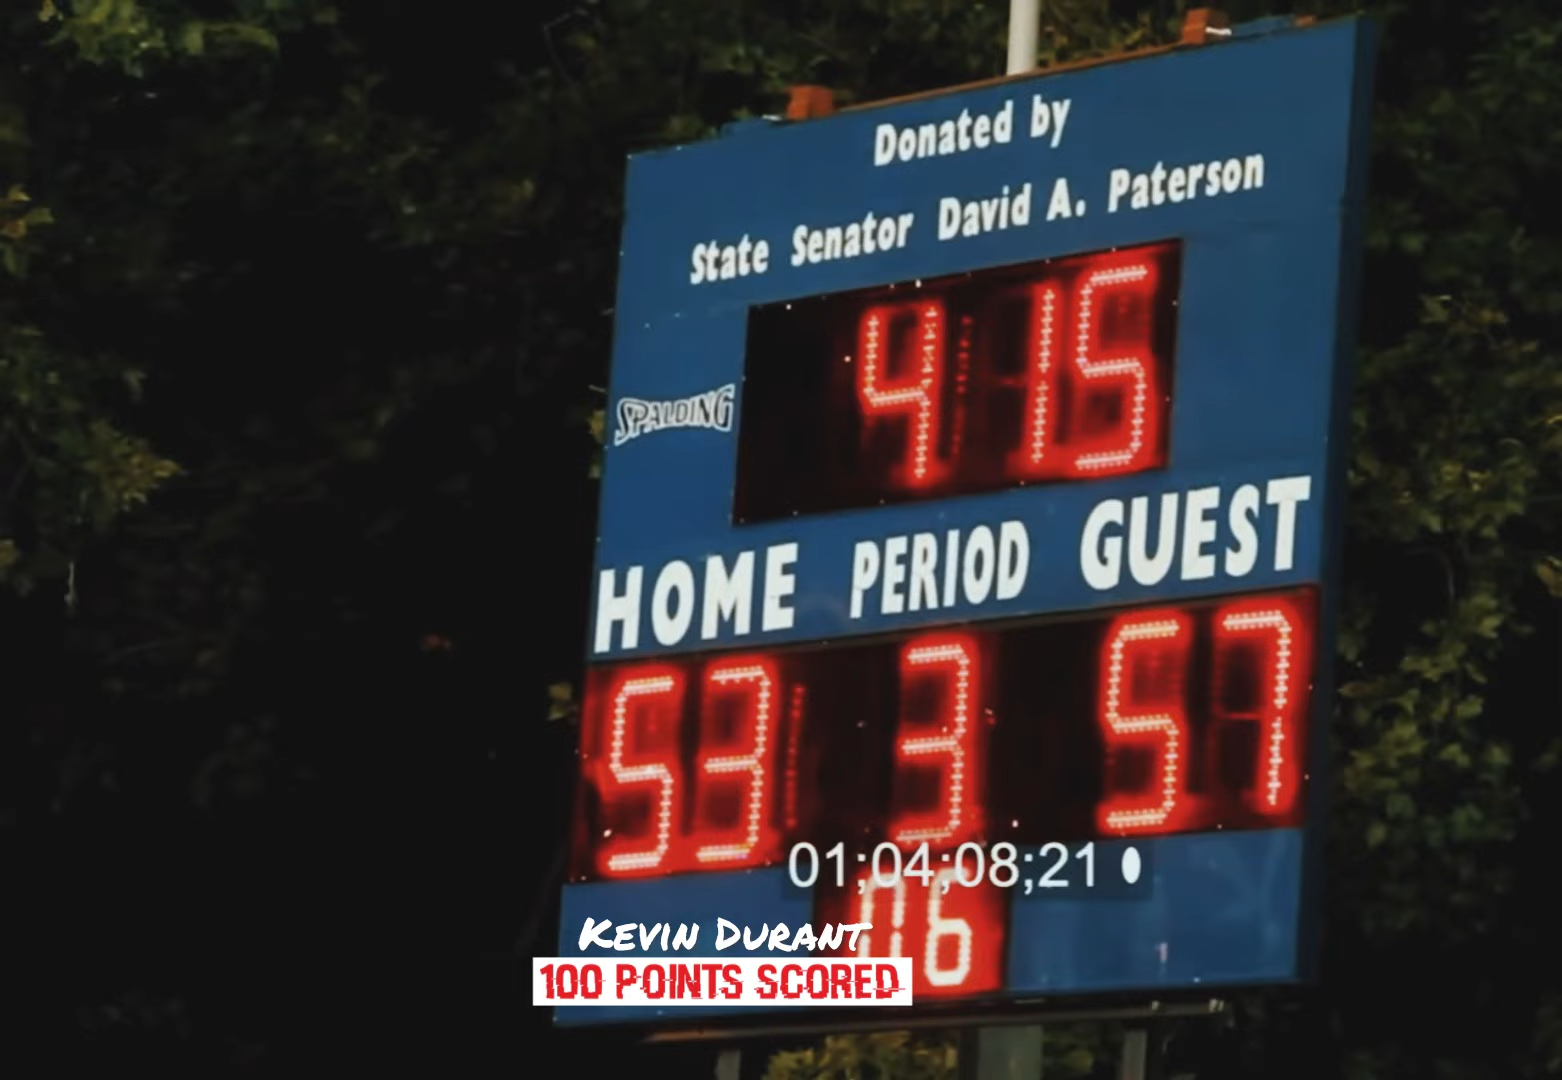 Donated by
State Senator David A. Paterson
9 15
SPALDING
HOME PERIOD GUEST
53 3 57
01;04;08;21
06
Kevin Durant
100 POINTS SCORED